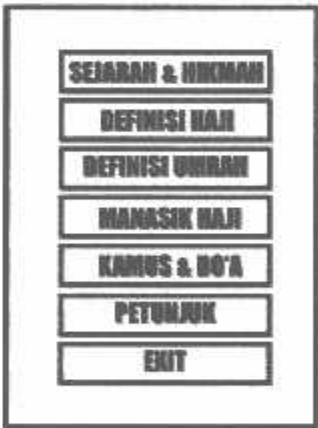 SEJARAH & HIKMAH
DEFINISI HAJI
DEFINISI UMRAH
MANASIK HAJI
KAMUS & DO'A
PETUNJUK
EXIT